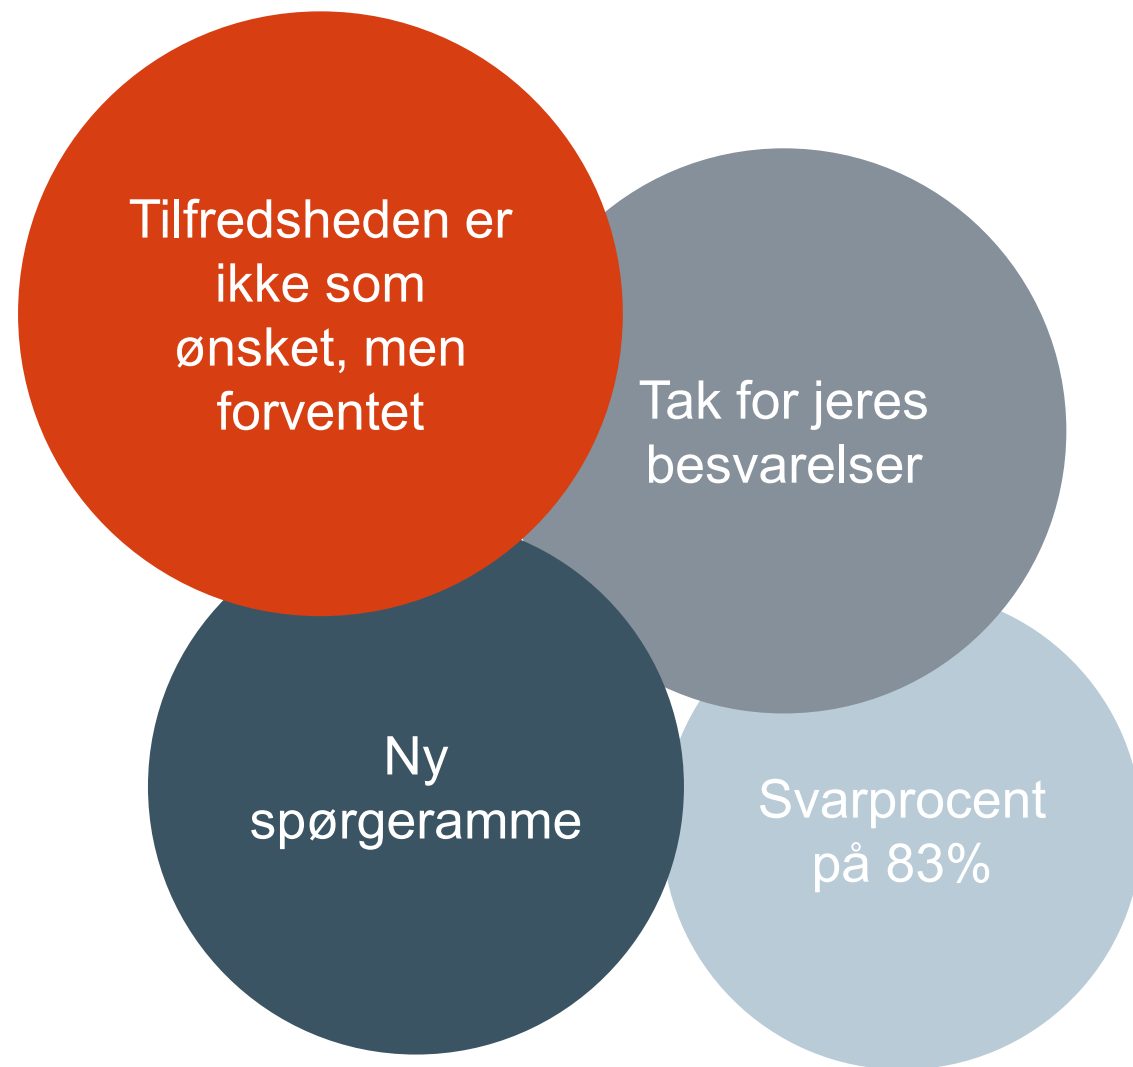 Tilfredsheden er
ikke som
ønsket, men
forventet
Tak for jeres
besvarelser
Ny
spørgeramme
Svarprocent
på 83%